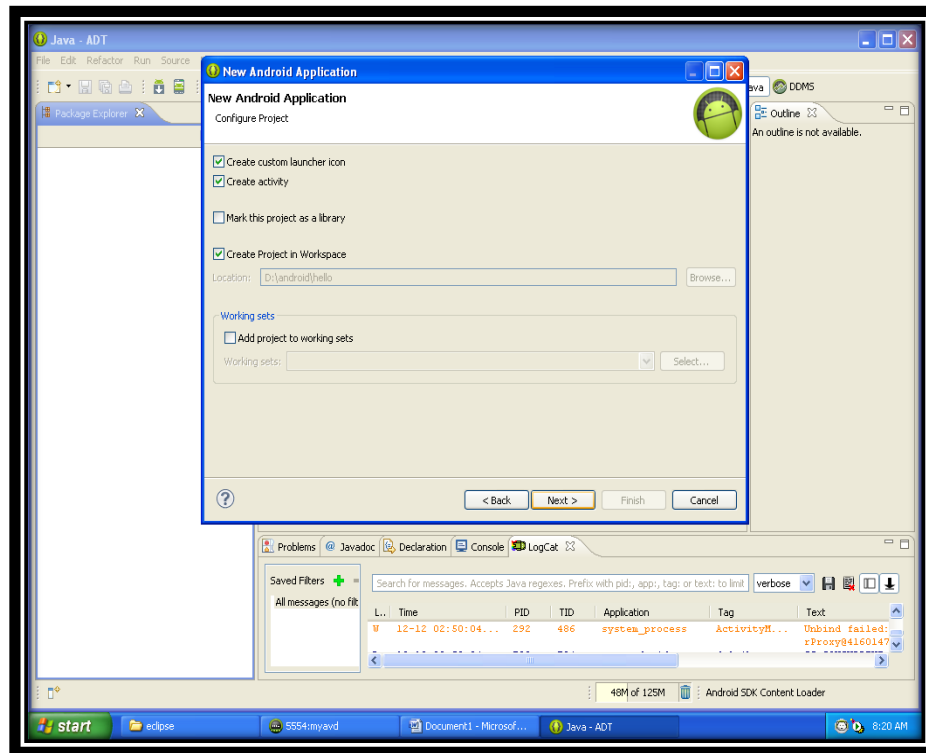 Java - ADT
File Edit Refactor Run Source
New Android Application
ava DDMS
New Android Application
Configure Project
Package Explorer
Outline
An outline is not available.
Create custom launcher icon
Create activity
Mark this project as a library
Create Project in Workspace
Location: D:\android\hello Browse...
Working sets
Add project to working sets
Working sets: Select...
? < Back Next > Finish Cancel
Problems @ Javadoc Declaration Console LogCat
Saved Filters
Search for messages. Accepts Java regexes. Prefix with pid:, app:, tag: or text: to limit verbose
All messages (no filt
L... Time PID TID Application Tag Text
W 12-12 02:50:04... 292 486 system_process ActivityM... Unbind failed:
rProxy@4160147
48M of 125M Android SDK Content Loader
start eclipse 5554:myavd Document1 - Microsof... Java - ADT 8:20 AM